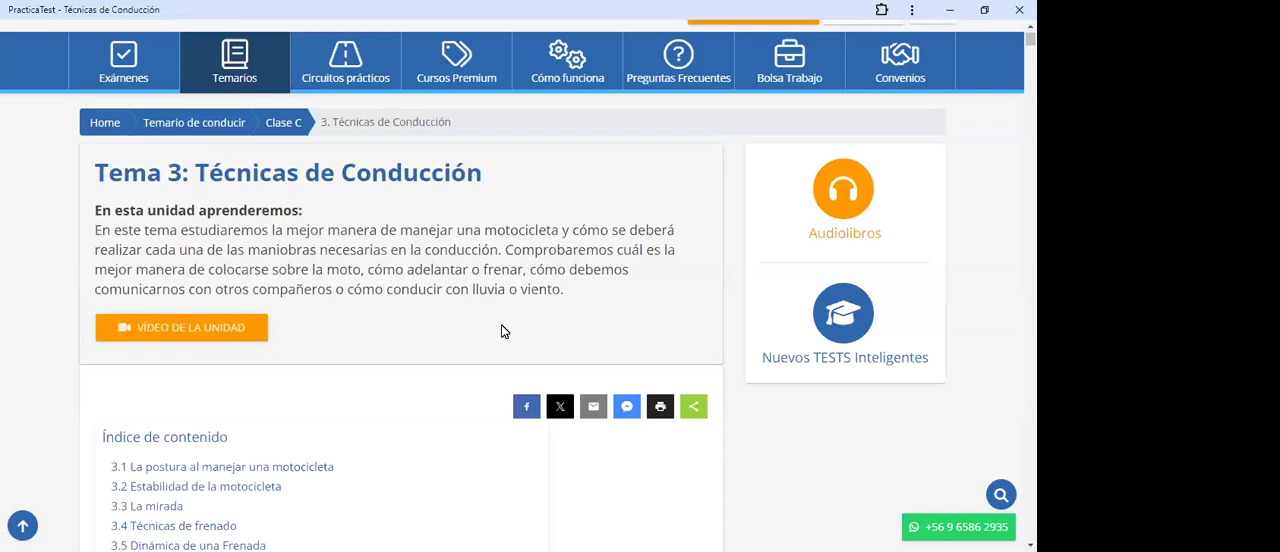 PracticaTest - Técnicas de Conducción
Exámenes
Temarios
Circuitos prácticos
Cursos Premium
Cómo funciona
Preguntas Frecuentes
Bolsa Trabajo
Convenios
Home
Temario de conducir
Clase C
3. Técnicas de Conducción
Tema 3: Técnicas de Conducción
En esta unidad aprenderemos:
En este tema estudiaremos la mejor manera de manejar una motocicleta y cómo se deberá
realizar cada una de las maniobras necesarias en la conducción. Comprobaremos cuál es la
mejor manera de colocarse sobre la moto, cómo adelantar o frenar, cómo debemos
comunicarnos con otros compañeros o cómo conducir con lluvia o viento.
VÍDEO DE LA UNIDAD
Audiolibros
Nuevos TESTS Inteligentes
Índice de contenido
3.1 La postura al manejar una motocicleta
3.2 Estabilidad de la motocicleta
3.3 La mirada
3.4 Técnicas de frenado
3.5 Dinámica de una Frenada
+56 9 6586 2935